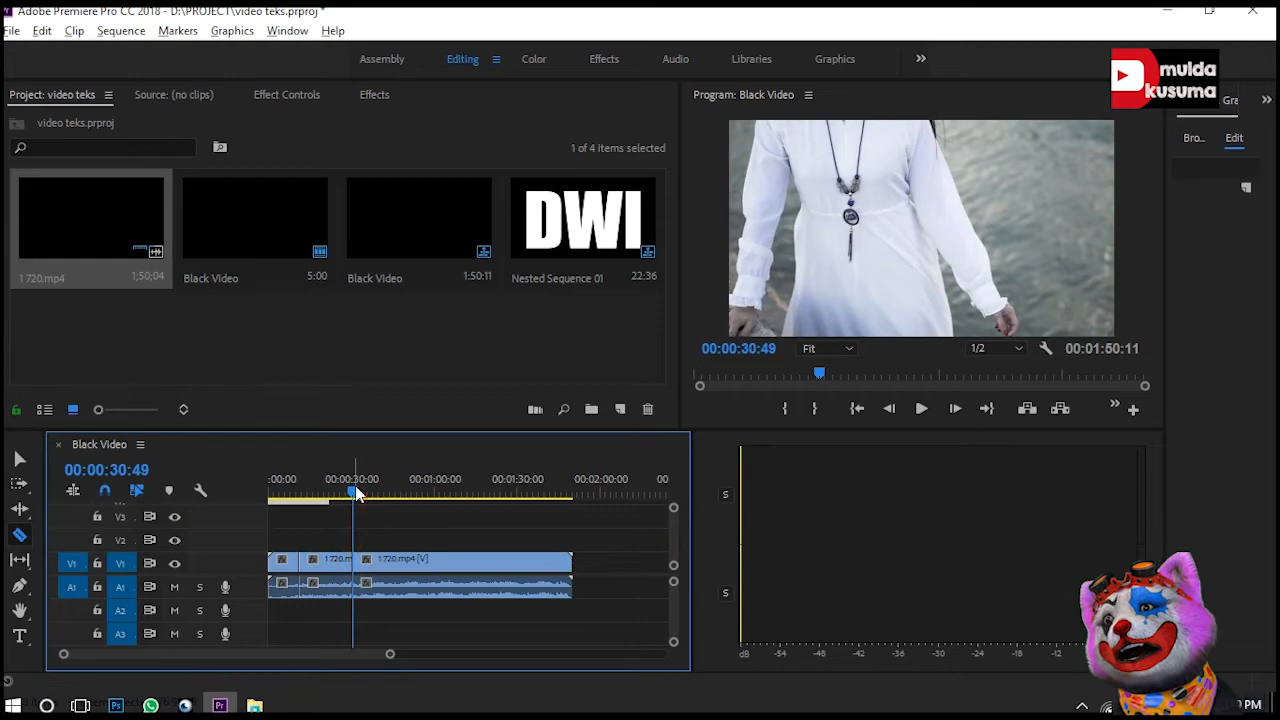 Adobe Premiere Pro CC 2018 - D:\PROJECT\video teks.prproj *
File Edit Clip Sequence Markers Graphics Window Help
Assembly Editing Color Effects Audio Libraries Graphics
mulda
kusuma
Project: video teks Source: (no clips) Effect Controls Effects
Program: Black Video
Gra
video teks.prproj
Bro... Edit
1 of 4 items selected
DWI
1 720.mp4 1;50;04
Black Video 5:00
Black Video 1:50:11
Nested Sequence 01 22:36
00:00:30:49 Fit 1/2 00:01:50:11
Black Video
00:00:30:49
:00:00 00:00:30:00 00:01:00:00 00:01:30:00 00:02:00:00 00
V3
V2
V1 V1 1 720.m 1 720.mp4 [V]
A1 A1 M S
A2 M S
A3 M S
S
S
dB -54 -48 -42 -36 -30 -24 -18 -12
Ps Pr
PM